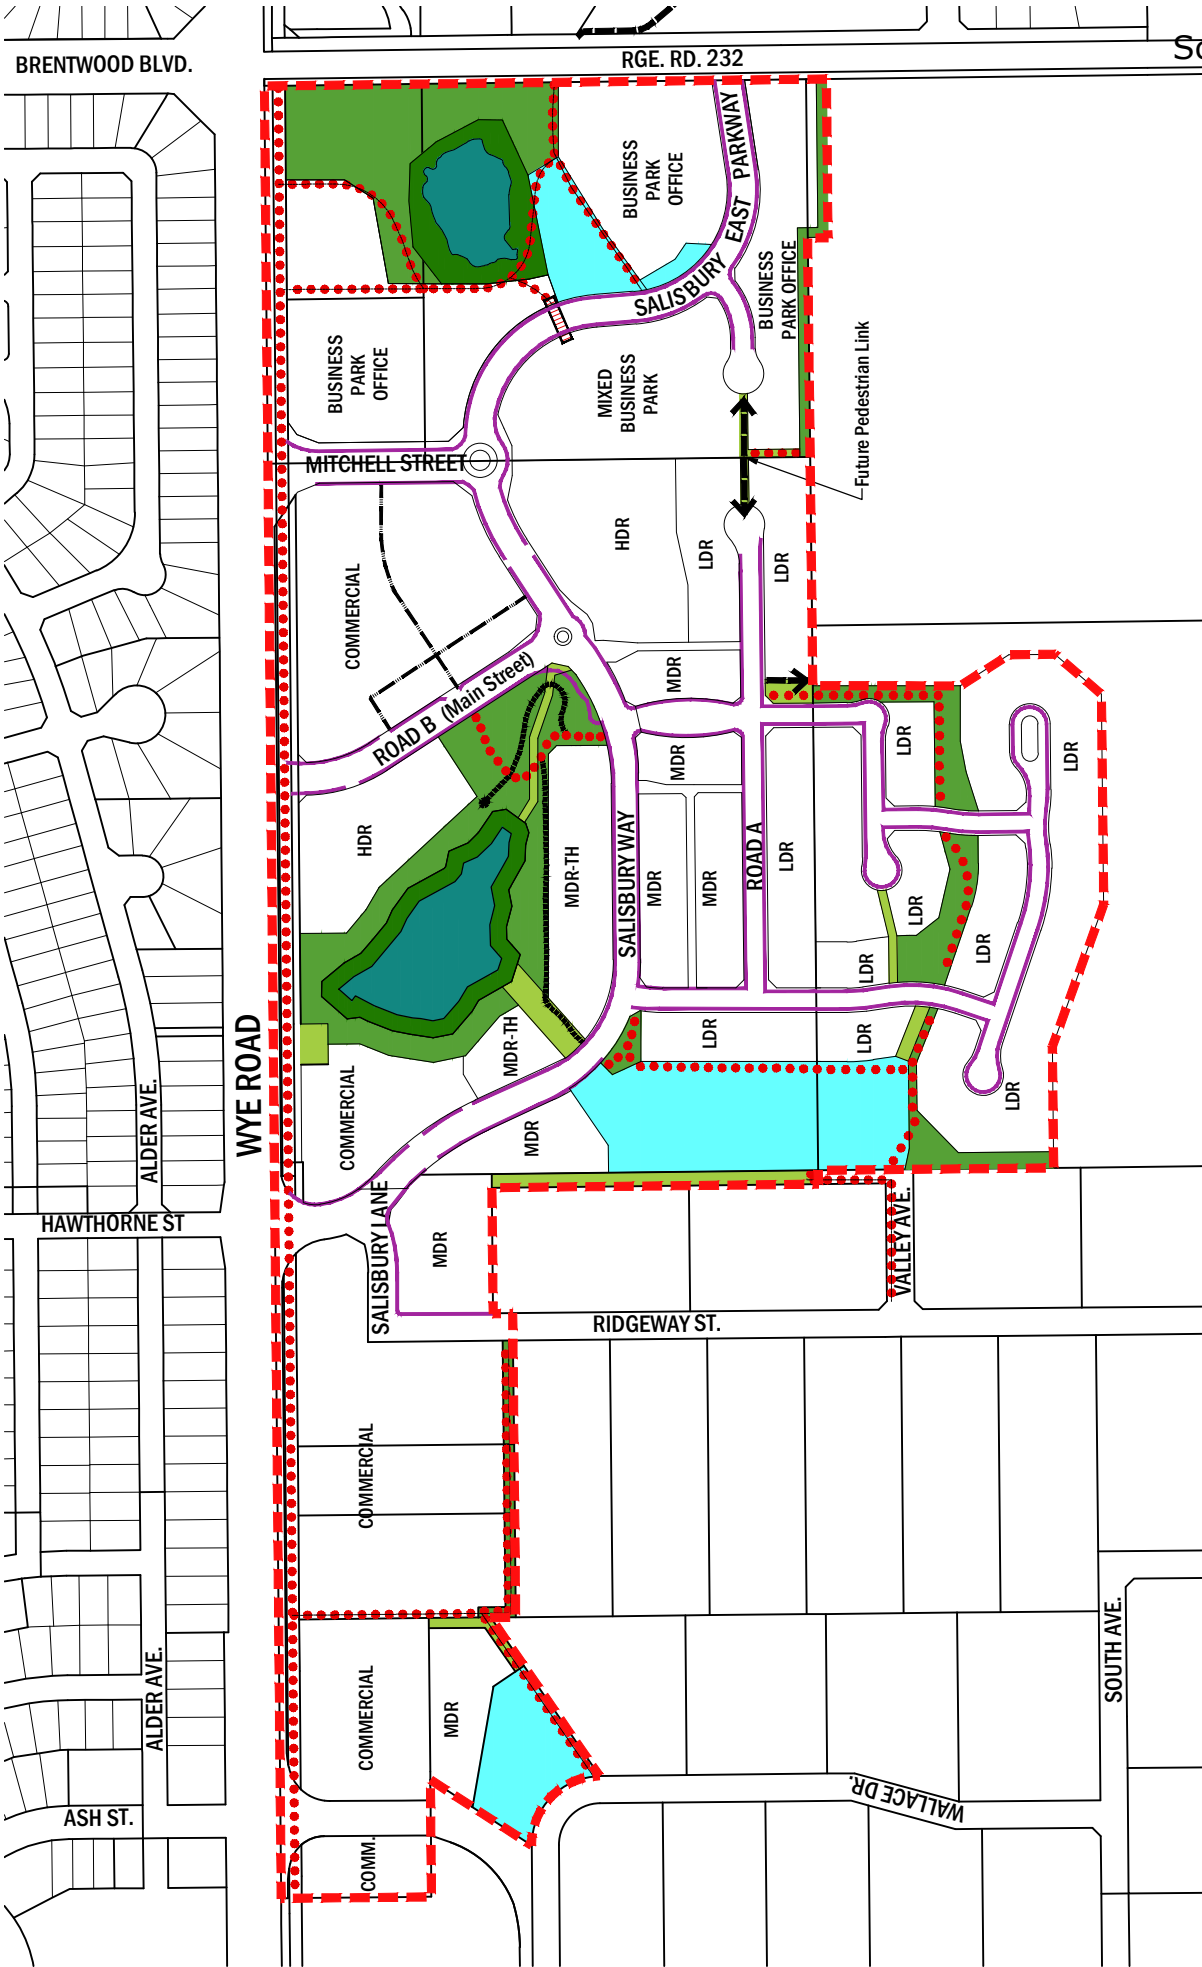 BRENTWOOD BLVD.
RGE. RD. 232
So
BUSINESS
PARK
OFFICE
SALISBURY EAST PARKWAY
BUSINESS
PARK OFFICE
BUSINESS
PARK
OFFICE
MIXED
BUSINESS
PARK
Future Pedestrian Link
MITCHELL STREET
HDR
LDR
LDR
COMMERCIAL
MDR
ROAD B (Main Street)
MDR
LDR
LDR
HDR
MDR-TH
SALISBURY WAY
MDR
MDR
ROAD A
LDR
LDR
LDR
LDR
WYE ROAD
MDR-TH
LDR
LDR
LDR
COMMERCIAL
MDR
ALDER AVE.
HAWTHORNE ST
SALISBURY LANE
MDR
VALLEY AVE.
RIDGEWAY ST.
COMMERCIAL
SOUTH AVE.
ALDER AVE.
COMMERCIAL
MDR
WALLACE DR.
ASH ST.
COMM.